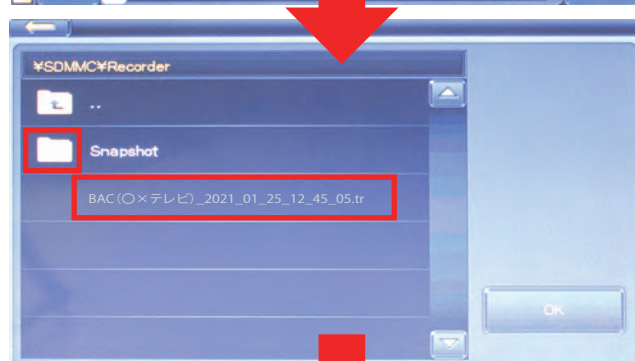 ¥SDMMC¥Recorder
..
Snapshot
BAC(○×テレビ)_2021_01_25_12_45_05.tr
OK